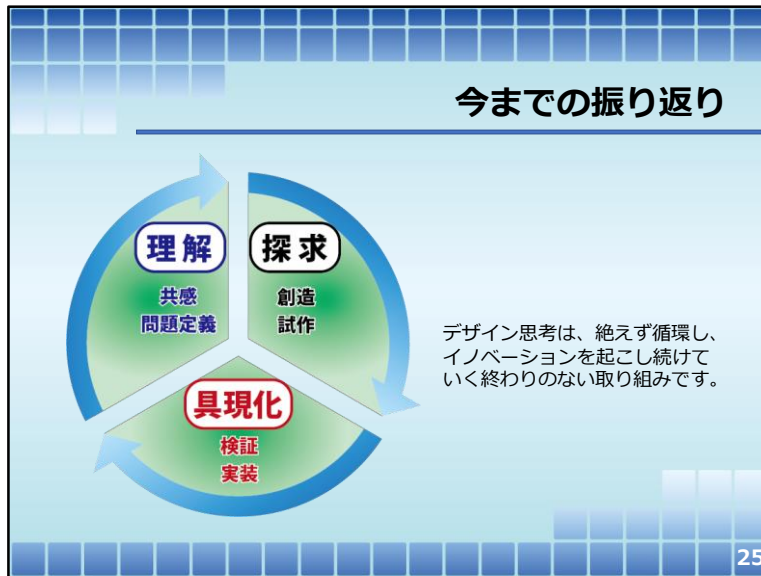 今までの振り返り
理解
共感
問題定義
探求
創造
試作
具現化
検証
実装
デザイン思考は、絶えず循環し、
イノベーションを起こし続けて
いく終わりのない取り組みです。
25